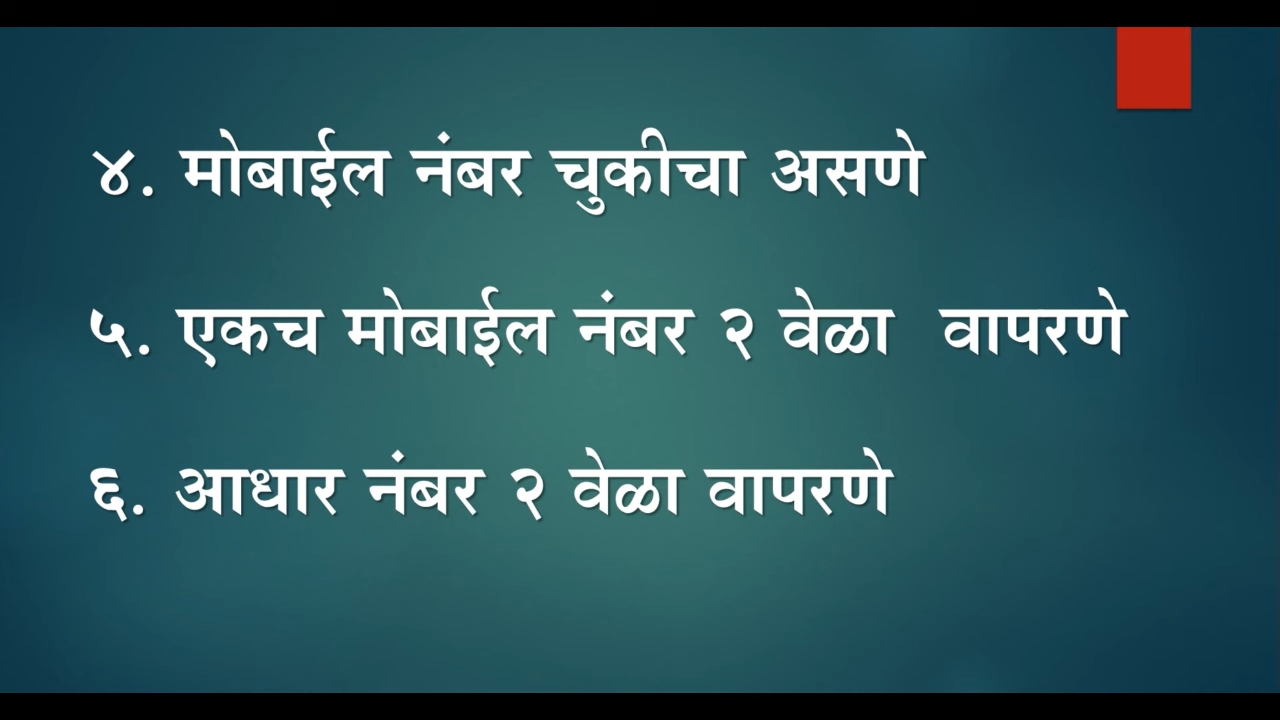 ४. मोबाईल नंबर चुकीचा असणे
५. एकच मोबाईल नंबर २ वेळा वापरणे
६. आधार नंबर २ वेळा वापरणे